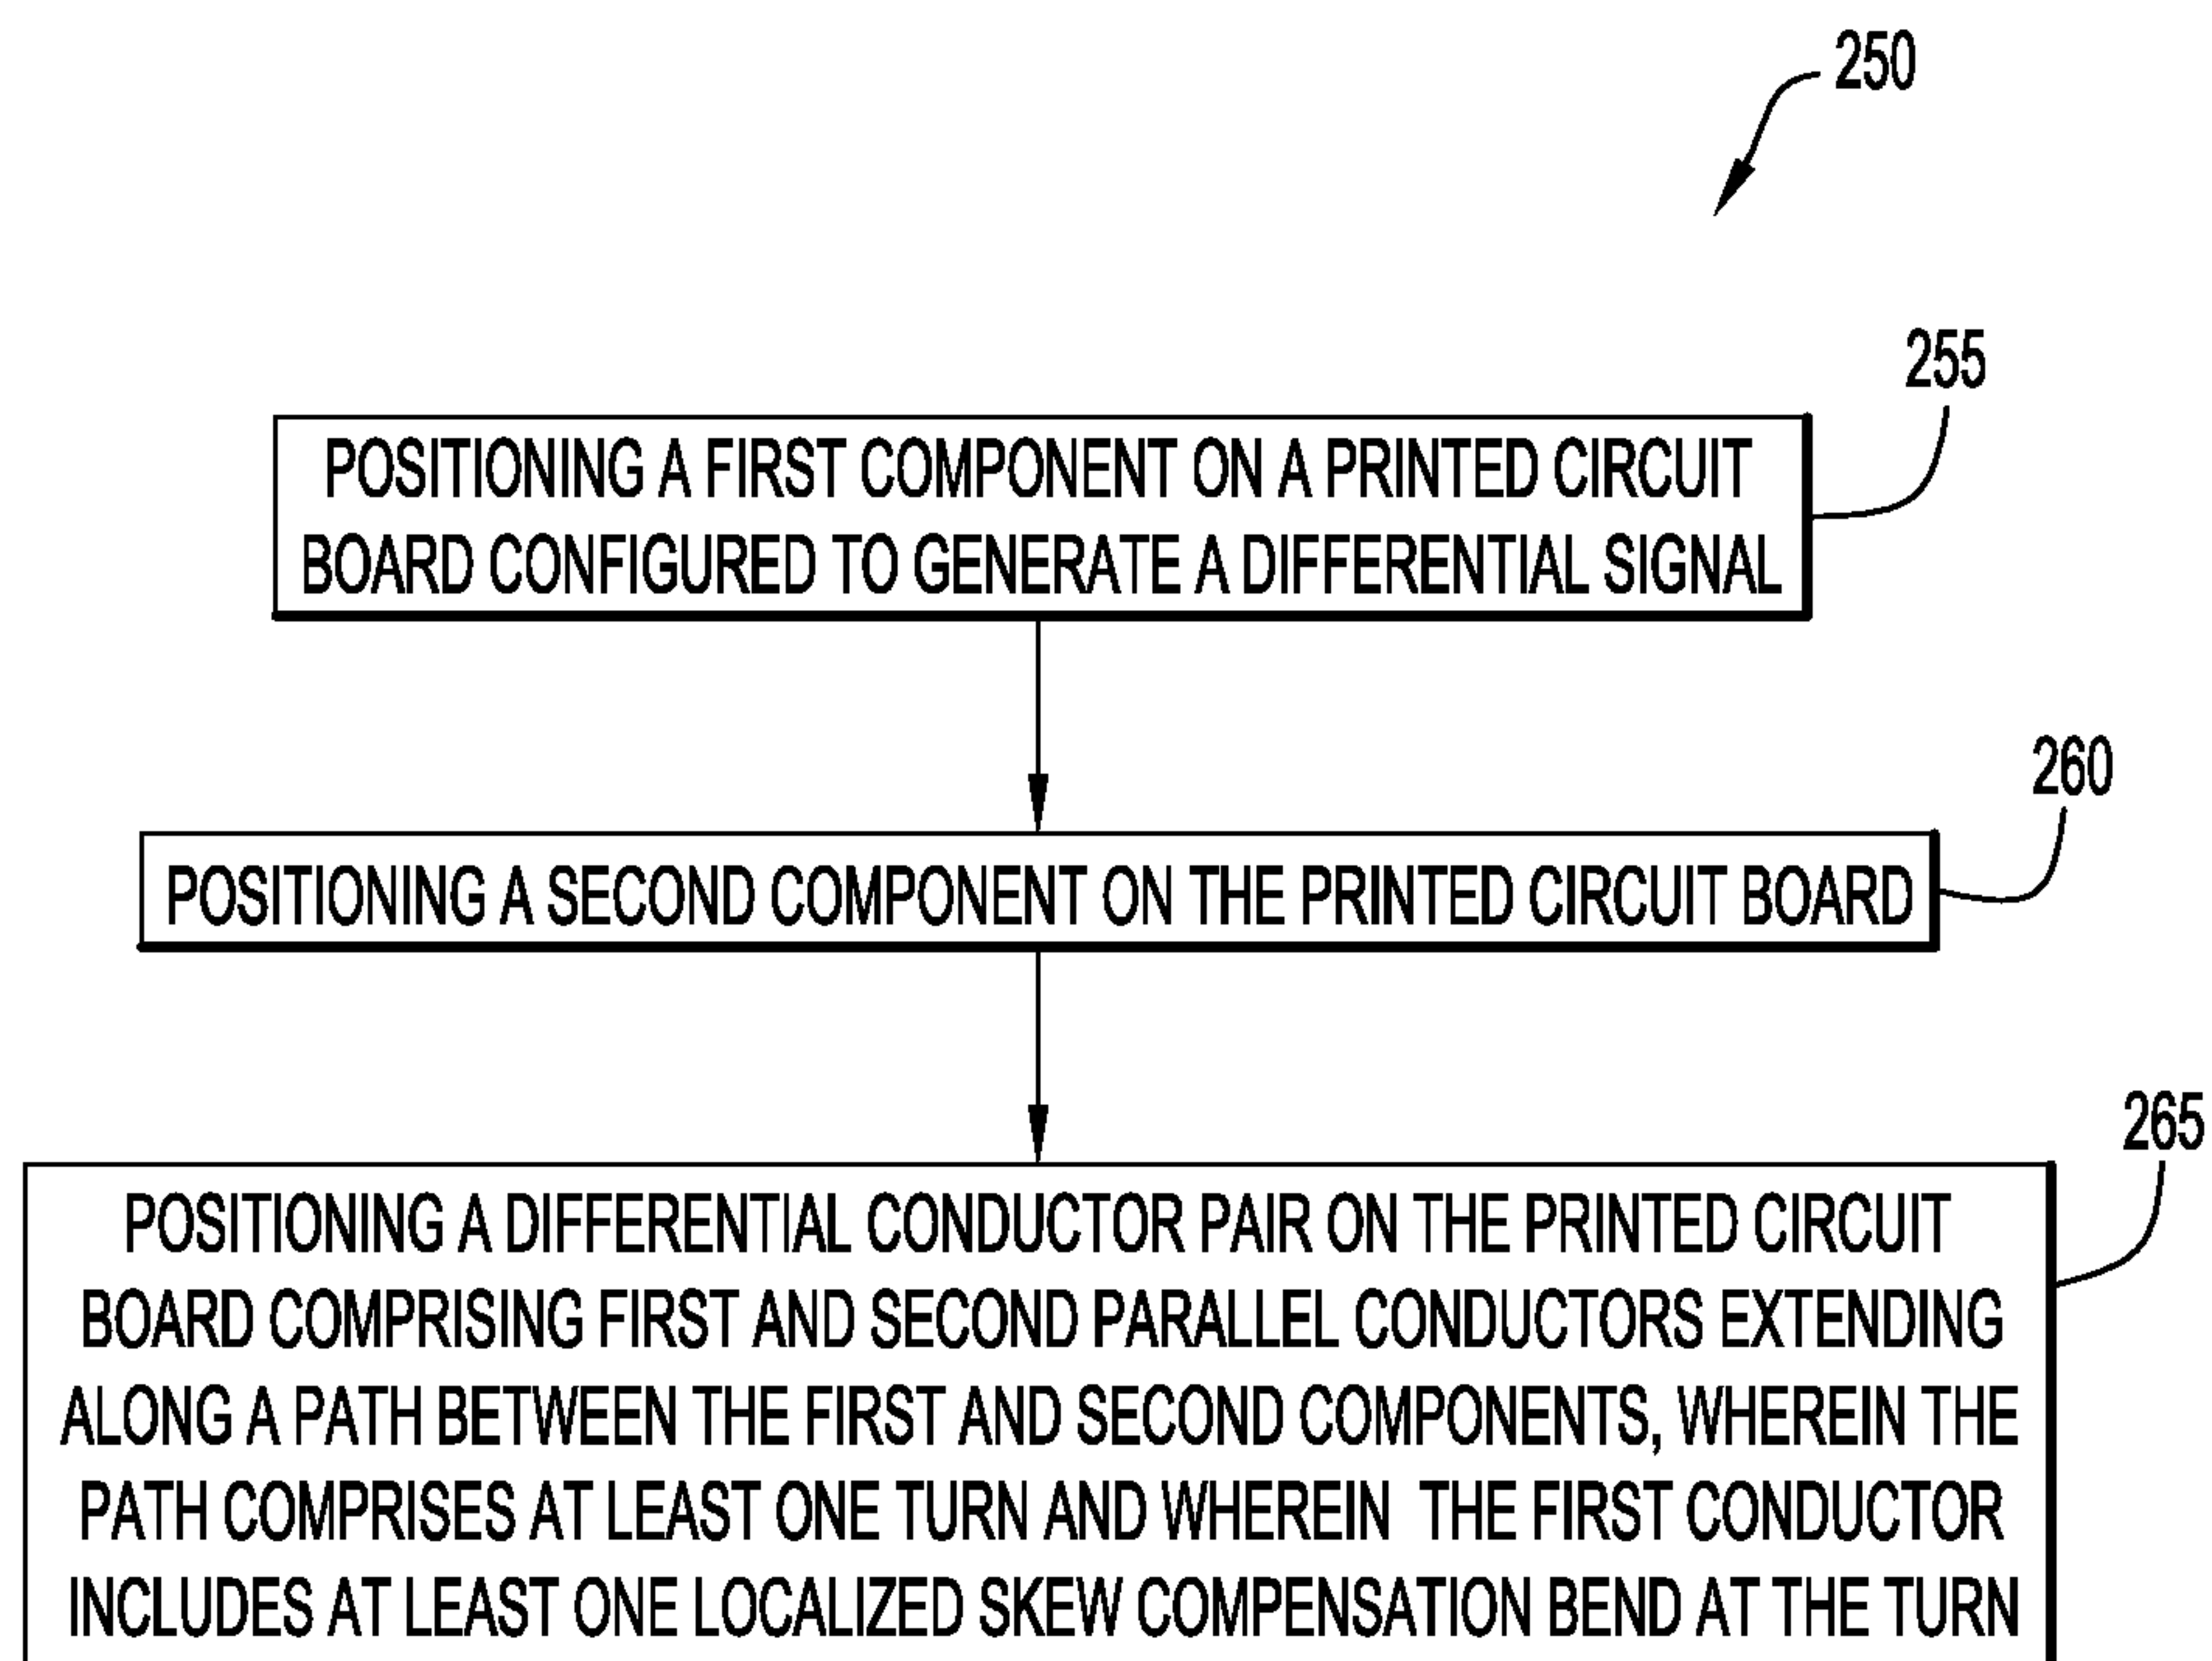 250
255
POSITIONING A FIRST COMPONENT ON A PRINTED CIRCUIT
BOARD CONFIGURED TO GENERATE A DIFFERENTIAL SIGNAL
260
POSITIONING A SECOND COMPONENT ON THE PRINTED CIRCUIT BOARD
265
POSITIONING A DIFFERENTIAL CONDUCTOR PAIR ON THE PRINTED CIRCUIT
BOARD COMPRISING FIRST AND SECOND PARALLEL CONDUCTORS EXTENDING
ALONG A PATH BETWEEN THE FIRST AND SECOND COMPONENTS, WHEREIN THE
PATH COMPRISES AT LEAST ONE TURN AND WHEREIN THE FIRST CONDUCTOR
INCLUDES AT LEAST ONE LOCALIZED SKEW COMPENSATION BEND AT THE TURN